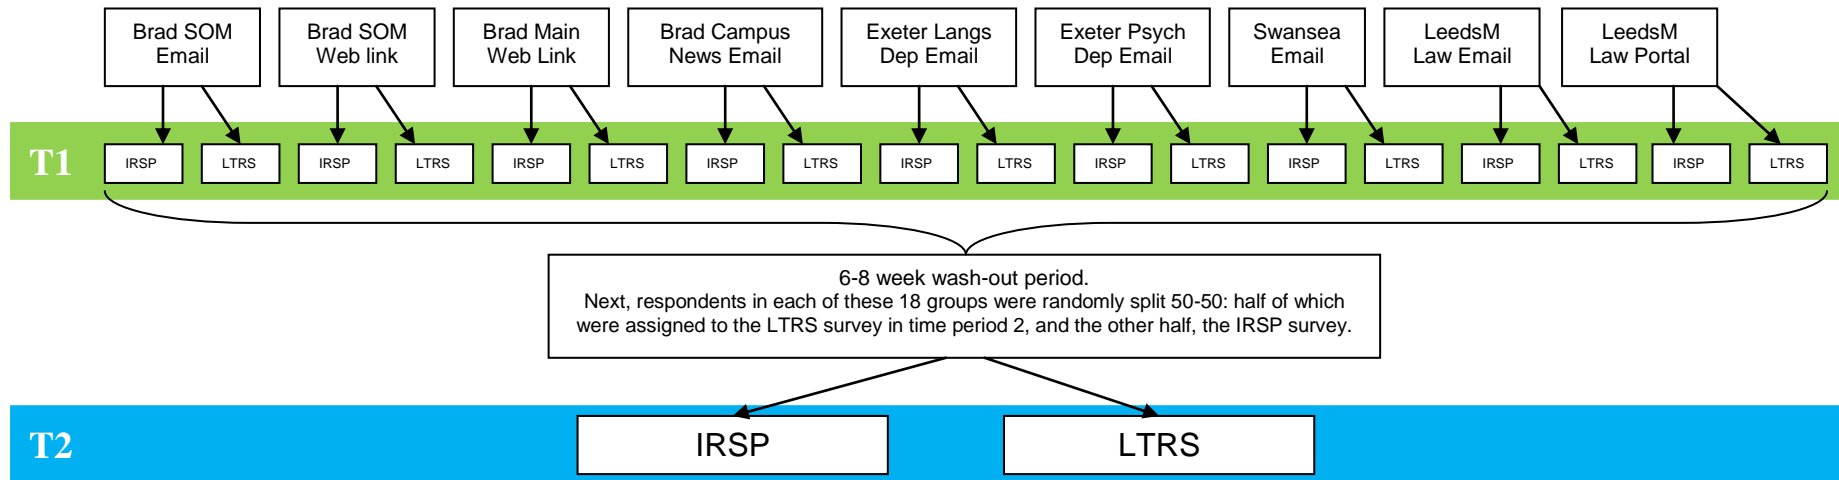 Brad SOM
Email
Brad SOM
Web link
Brad Main
Web Link
Brad Campus
News Email
Exeter Langs
Dep Email
Exeter Psych
Dep Email
Swansea
Email
LeedsM
Law Email
LeedsM
Law Portal
T1
IRSP
LTRS
IRSP
LTRS
IRSP
LTRS
IRSP
LTRS
IRSP
LTRS
IRSP
LTRS
IRSP
LTRS
IRSP
LTRS
IRSP
LTRS
6-8 week wash-out period.
Next, respondents in each of these 18 groups were randomly split 50-50: half of which
were assigned to the LTRS survey in time period 2, and the other half, the IRSP survey.
T2
IRSP
LTRS